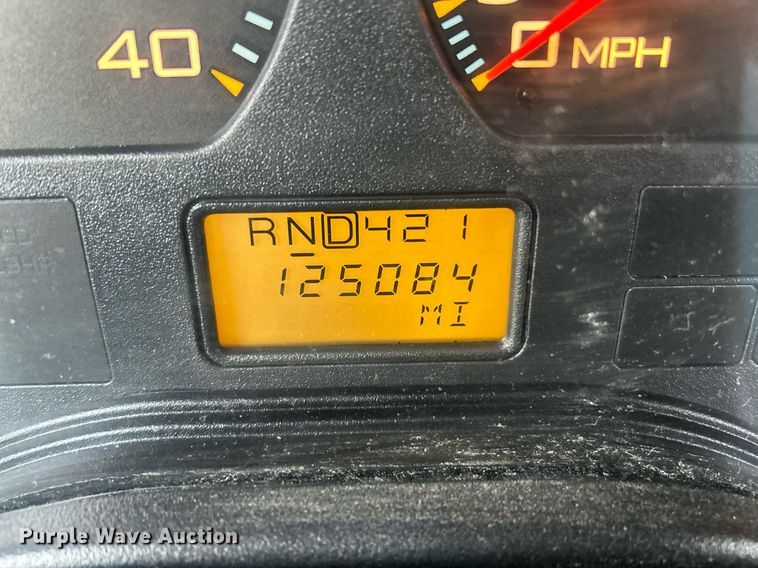 40
0 MPH
RND421
125084
MI
Purple Wave Auction